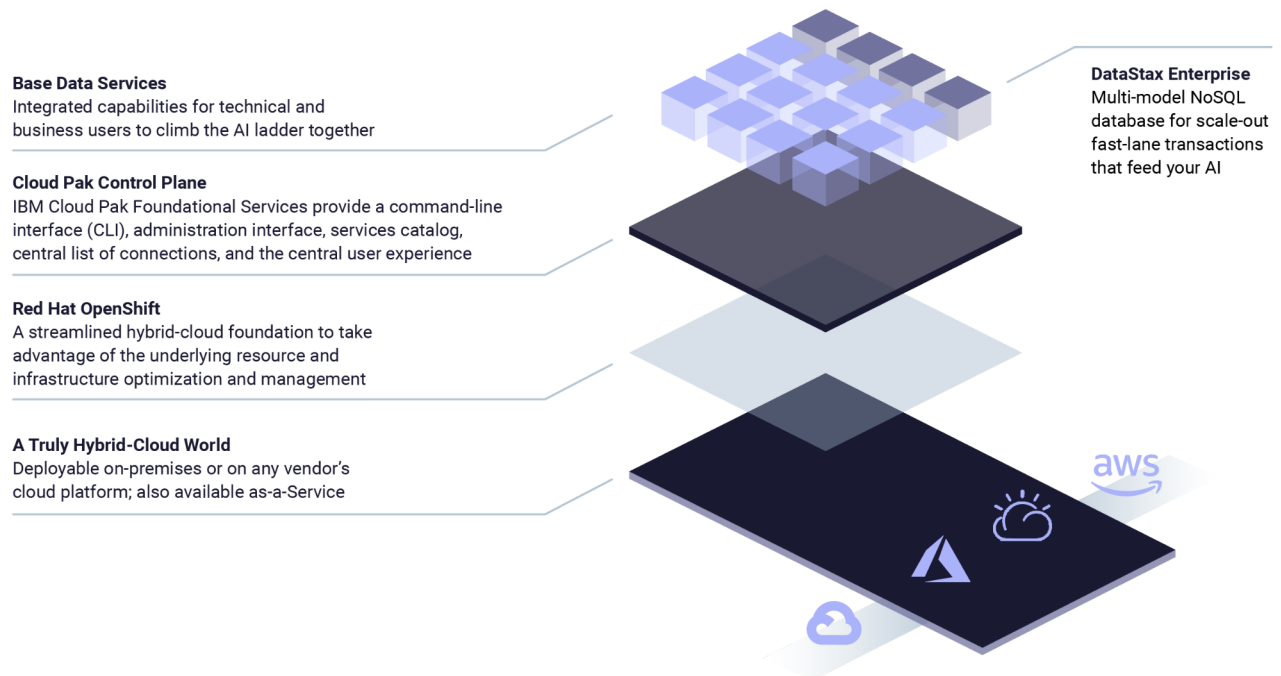 Base Data Services
Integrated capabilities for technical and
business users to climb the AI ladder together
Cloud Pak Control Plane
IBM Cloud Pak Foundational Services provide a command-line
interface (CLI), administration interface, services catalog,
central list of connections, and the central user experience
Red Hat OpenShift
A streamlined hybrid-cloud foundation to take
advantage of the underlying resource and
infrastructure optimization and management
A Truly Hybrid-Cloud World
Deployable on-premises or on any vendor’s
cloud platform; also available as-a-Service
DataStax Enterprise
Multi-model NoSQL
database for scale-out
fast-lane transactions
that feed your AI
aws